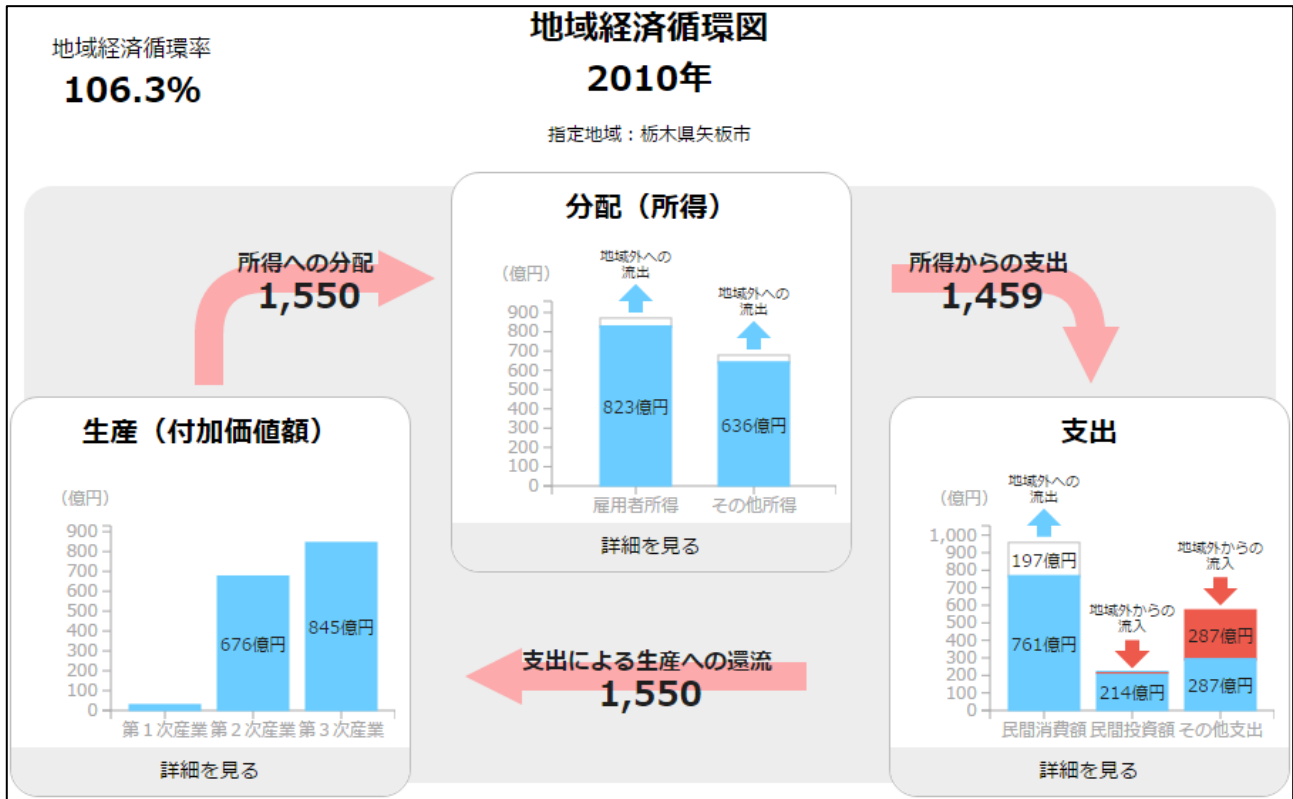 地域経済循環図
2010年
指定地域：栃木県矢板市
地域経済循環率
106.3%
所得への分配
1,550
分配（所得）
（億円）
地域外への
流出
地域外への
流出
900
800
700
600
500
400
300
200
100
0
823億円
636億円
雇用者所得
その他所得
詳細を見る
所得からの支出
1,459
生産（付加価値額）
（億円）
900
800
700
600
500
400
300
200
100
0
676億円
845億円
第１次産業
第２次産業
第３次産業
詳細を見る
支出
（億円）
地域外への
流出
地域外からの
流入
地域外からの
流入
1,000
900
800
700
600
500
400
300
200
100
0
197億円
761億円
214億円
287億円
287億円
民間消費額
民間投資額
その他支出
詳細を見る
支出による生産への還流
1,550